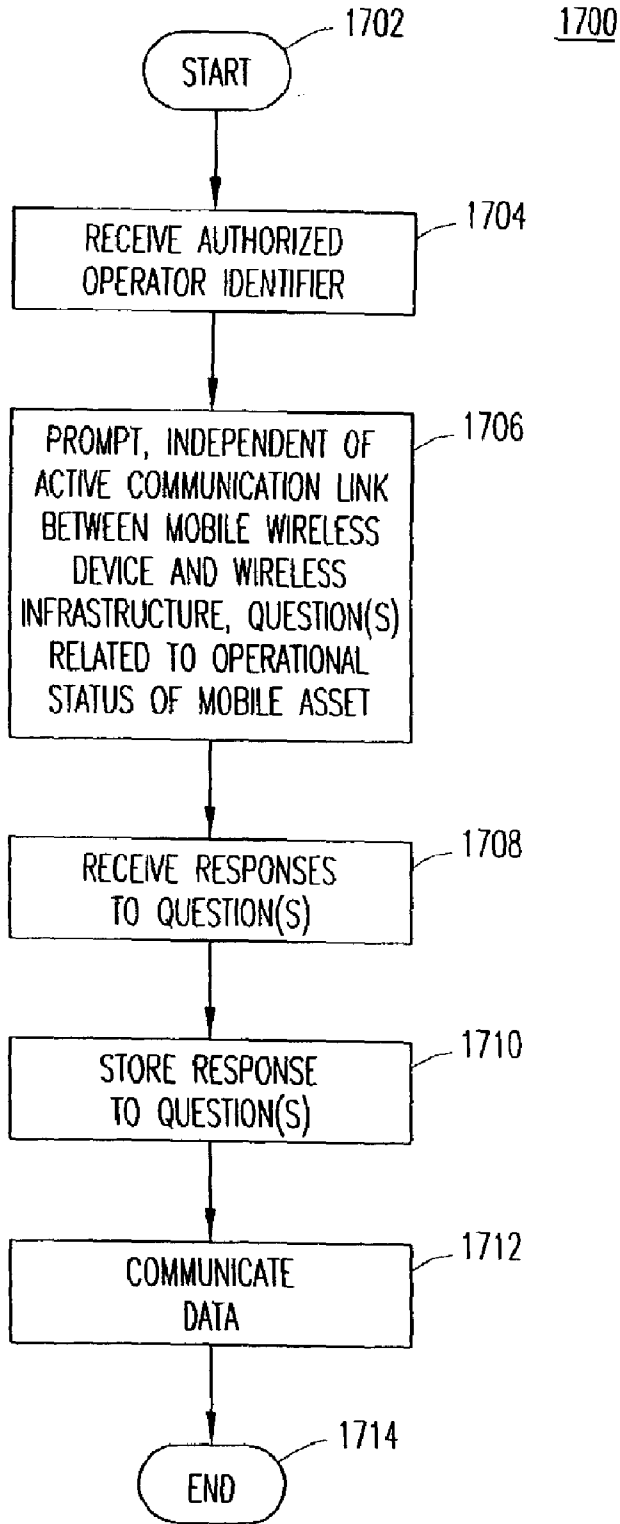 1702
1700
START
1704
RECEIVE AUTHORIZED
OPERATOR IDENTIFIER
1706
PROMPT, INDEPENDENT OF
ACTIVE COMMUNICATION LINK
BETWEEN MOBILE WIRELESS
DEVICE AND WIRELESS
INFRASTRUCTURE, QUESTION(S)
RELATED TO OPERATIONAL
STATUS OF MOBILE ASSET
1708
RECEIVE RESPONSES
TO QUESTION(S)
1710
STORE RESPONSE
TO QUESTION(S)
1712
COMMUNICATE
DATA
1714
END